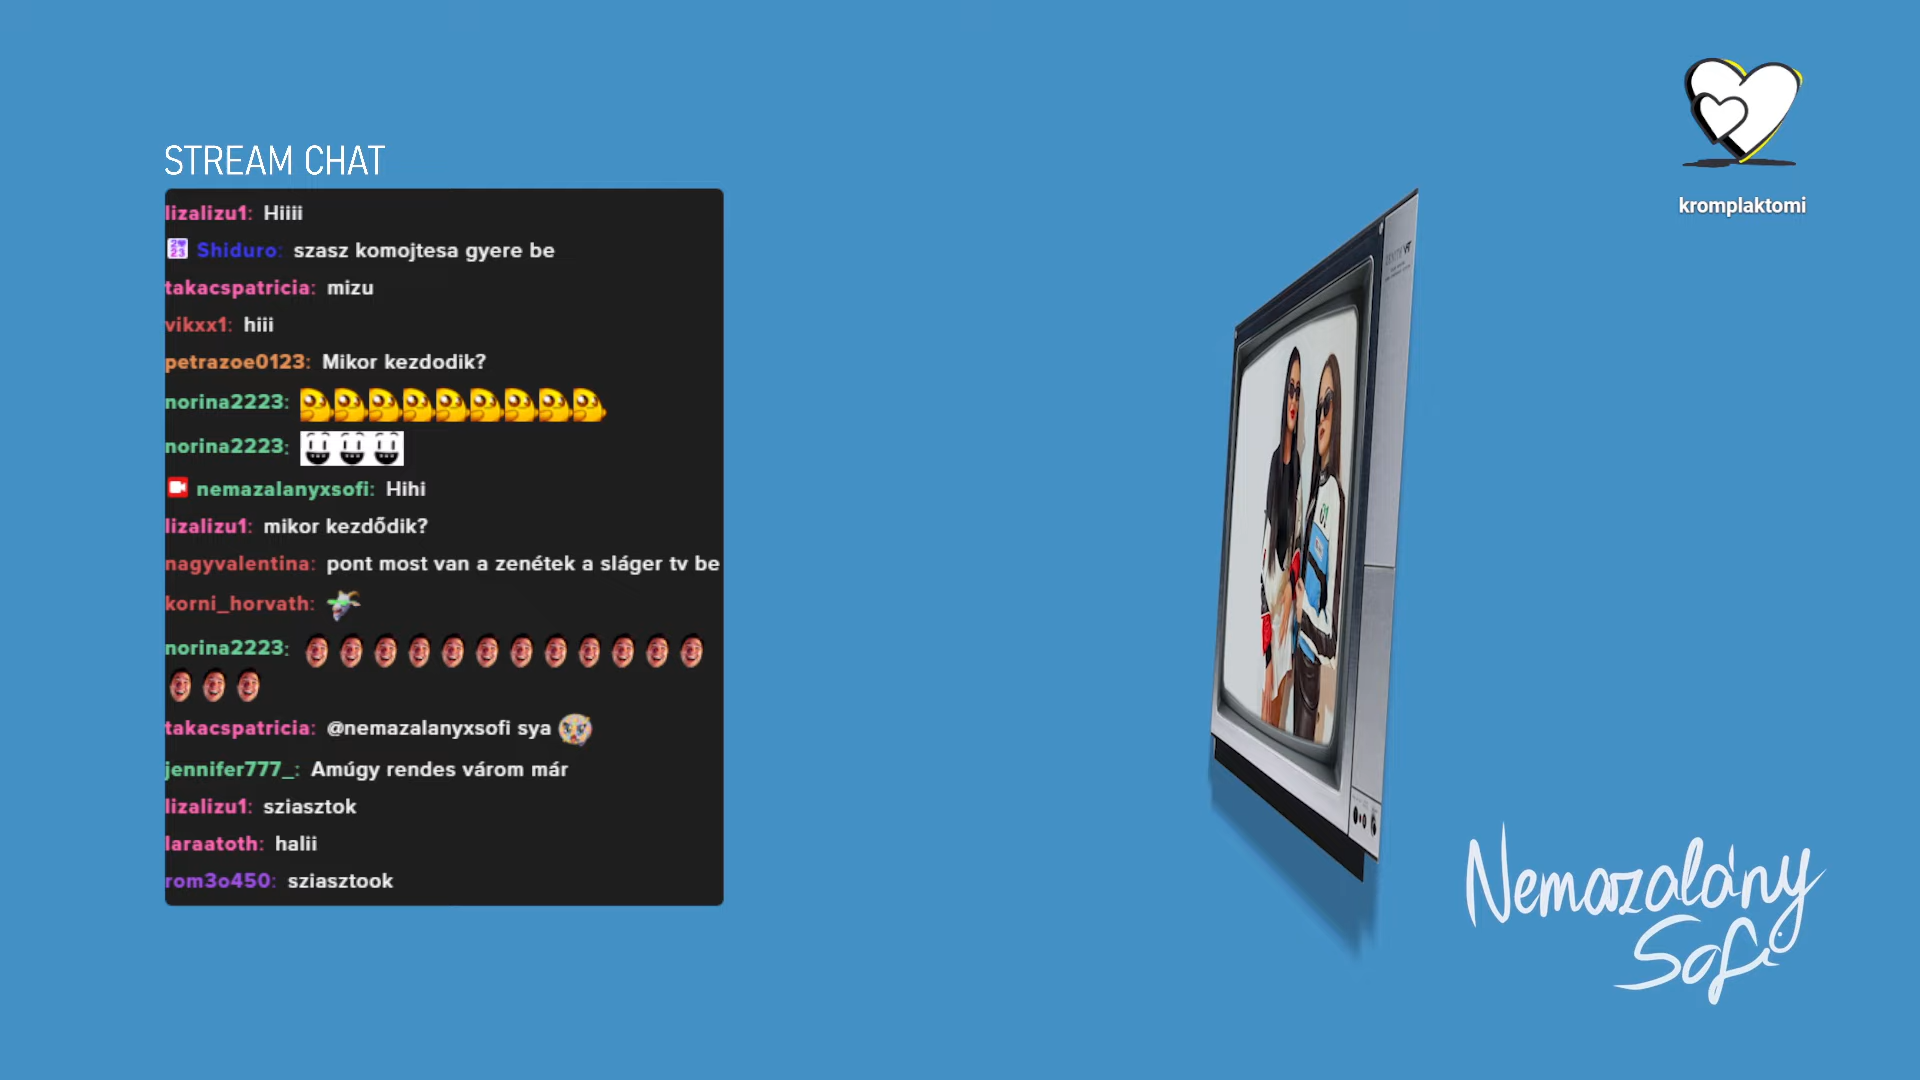 STREAM CHAT
lizalizu1: Hiiii
Shiduro: szasz komojtesa gyere be
takacspatricia: mizu
vikxx1: hiii
petrazoe0123: Mikor kezdodik?
norina2223:
norina2223:
nemazalanyxsofi: Hihi
lizalizu1: mikor kezdődik?
nagyvalentina: pont most van a zenétek a sláger tv be
korni_horvath:
norina2223:
takacspatricia: @nemazalanyxsofi sya
jennifer777_: Amúgy rendes várom már
lizalizu1: sziasztok
laraatoth: halii
rom3o450: sziasztook
kromplaktomi
Nemazalány
Sofi